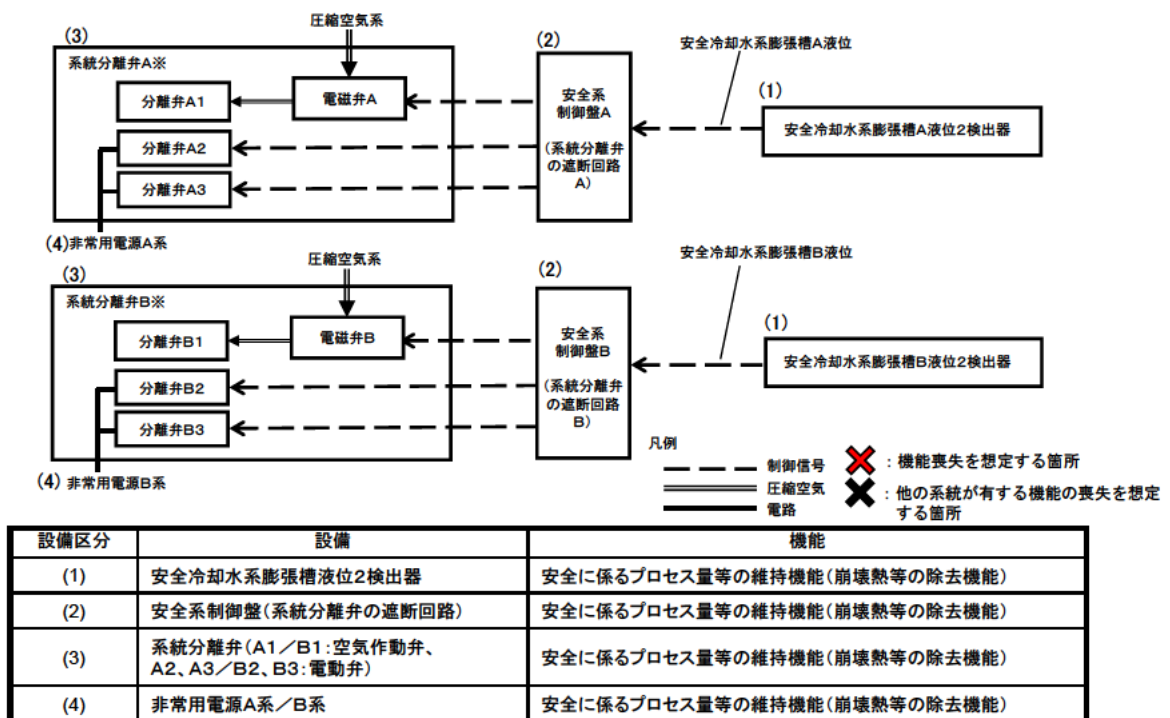 圧縮空気系
(3)
系統分離弁A※
分離弁A1
電磁弁A
分離弁A2
分離弁A3
(4)非常用電源A系
(2)
安全系
制御盤A
(系統分離弁
の遮断回路
A)
安全冷却水系膨張槽A液位
(1)
安全冷却水系膨張槽A液位2検出器
圧縮空気系
(3)
系統分離弁B※
分離弁B1
電磁弁B
分離弁B2
分離弁B3
(4) 非常用電源B系
(2)
安全系
制御盤B
(系統分離弁
の遮断回路
B)
安全冷却水系膨張槽B液位
(1)
安全冷却水系膨張槽B液位2検出器
凡例
制御信号
圧縮空気
電路
：機能喪失を想定する箇所
：他の系統が有する機能の喪失を想定
する箇所
設備区分 設備 機能
(1) 安全冷却水系膨張槽液位2検出器 安全に係るプロセス量等の維持機能(崩壊熱等の除去機能)
(2) 安全系制御盤(系統分離弁の遮断回路) 安全に係るプロセス量等の維持機能(崩壊熱等の除去機能)
(3) 系統分離弁(A1／B1：空気作動弁、
A2、A3／B2、B3：電動弁) 安全に係るプロセス量等の維持機能(崩壊熱等の除去機能)
(4) 非常用電源A系／B系 安全に係るプロセス量等の維持機能(崩壊熱等の除去機能)